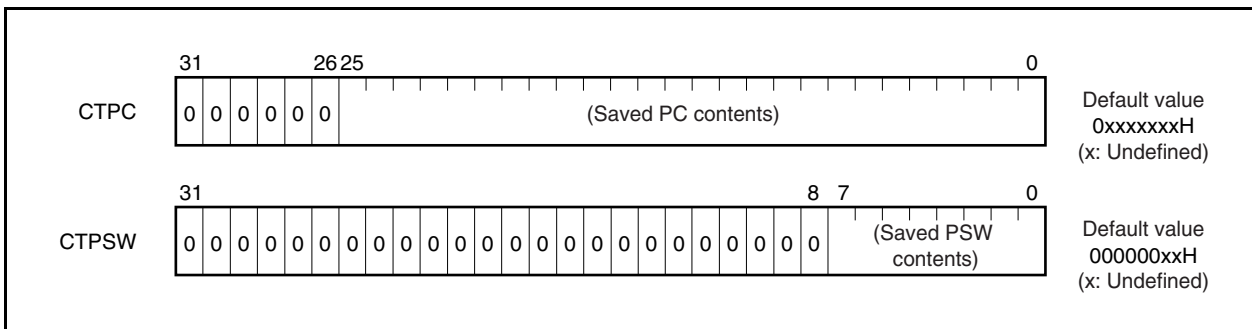 31 26 25 0
CTPC 0 0 0 0 0 0 (Saved PC contents) Default value
0xxxxxxxH
(x: Undefined)
31 8 7 0
CTPSW 0 0 0 0 0 0 0 0 0 0 0 0 0 0 0 0 0 0 0 0 0 0 0 0 (Saved PSW
contents) Default value
000000xxH
(x: Undefined)